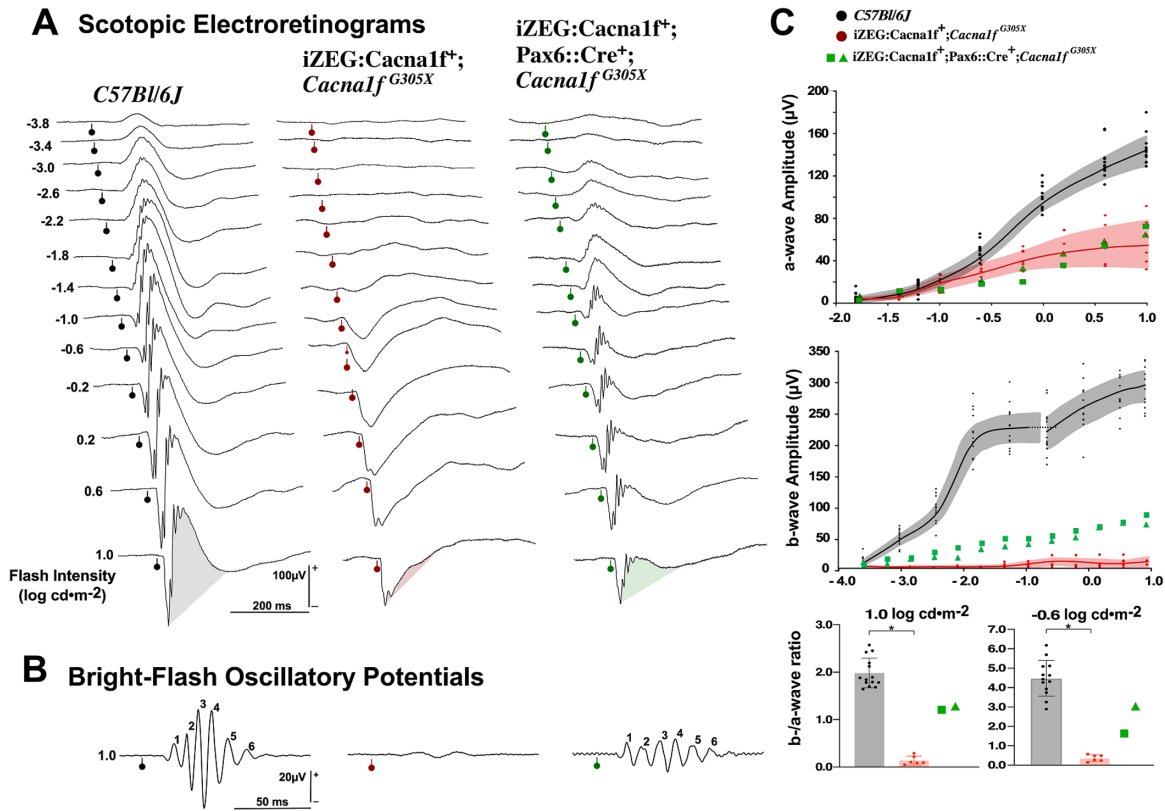 A Scotopic Electroretinograms
C57Bl/6J
iZEG:Cacna1f+;
Cacna1f G305X
iZEG:Cacna1f+;
Pax6::Cre+;
Cacna1f G305X
-3.8
-3.4
-3.0
-2.6
-2.2
-1.8
-1.4
-1.0
-0.6
-0.2
0.2
0.6
1.0
Flash Intensity
(log cd•m-2)
200 ms
100µV
+
–
B Bright-Flash Oscillatory Potentials
1.0
1 2 3 4 5 6
20µV
+
–
50 ms
1 2 3 4 5 6
C
C57Bl/6J
iZEG:Cacna1f+;Cacna1f G305X
iZEG:Cacna1f+;Pax6::Cre+;Cacna1f G305X
a-wave Amplitude (µV)
200
160
120
80
40
0
-2.0 -1.5 -1.0 -0.5 0.0 0.5 1.0
b-wave Amplitude (µV)
350
300
250
200
150
100
50
0
-4.0 -3.0 -2.0 -1.0 0.0 1.0
b-/a-wave ratio
1.0 log cd•m-2
3.0
2.0
1.0
0.0
*
-0.6 log cd•m-2
7.0
6.0
5.0
4.0
3.0
2.0
1.0
0.0
*